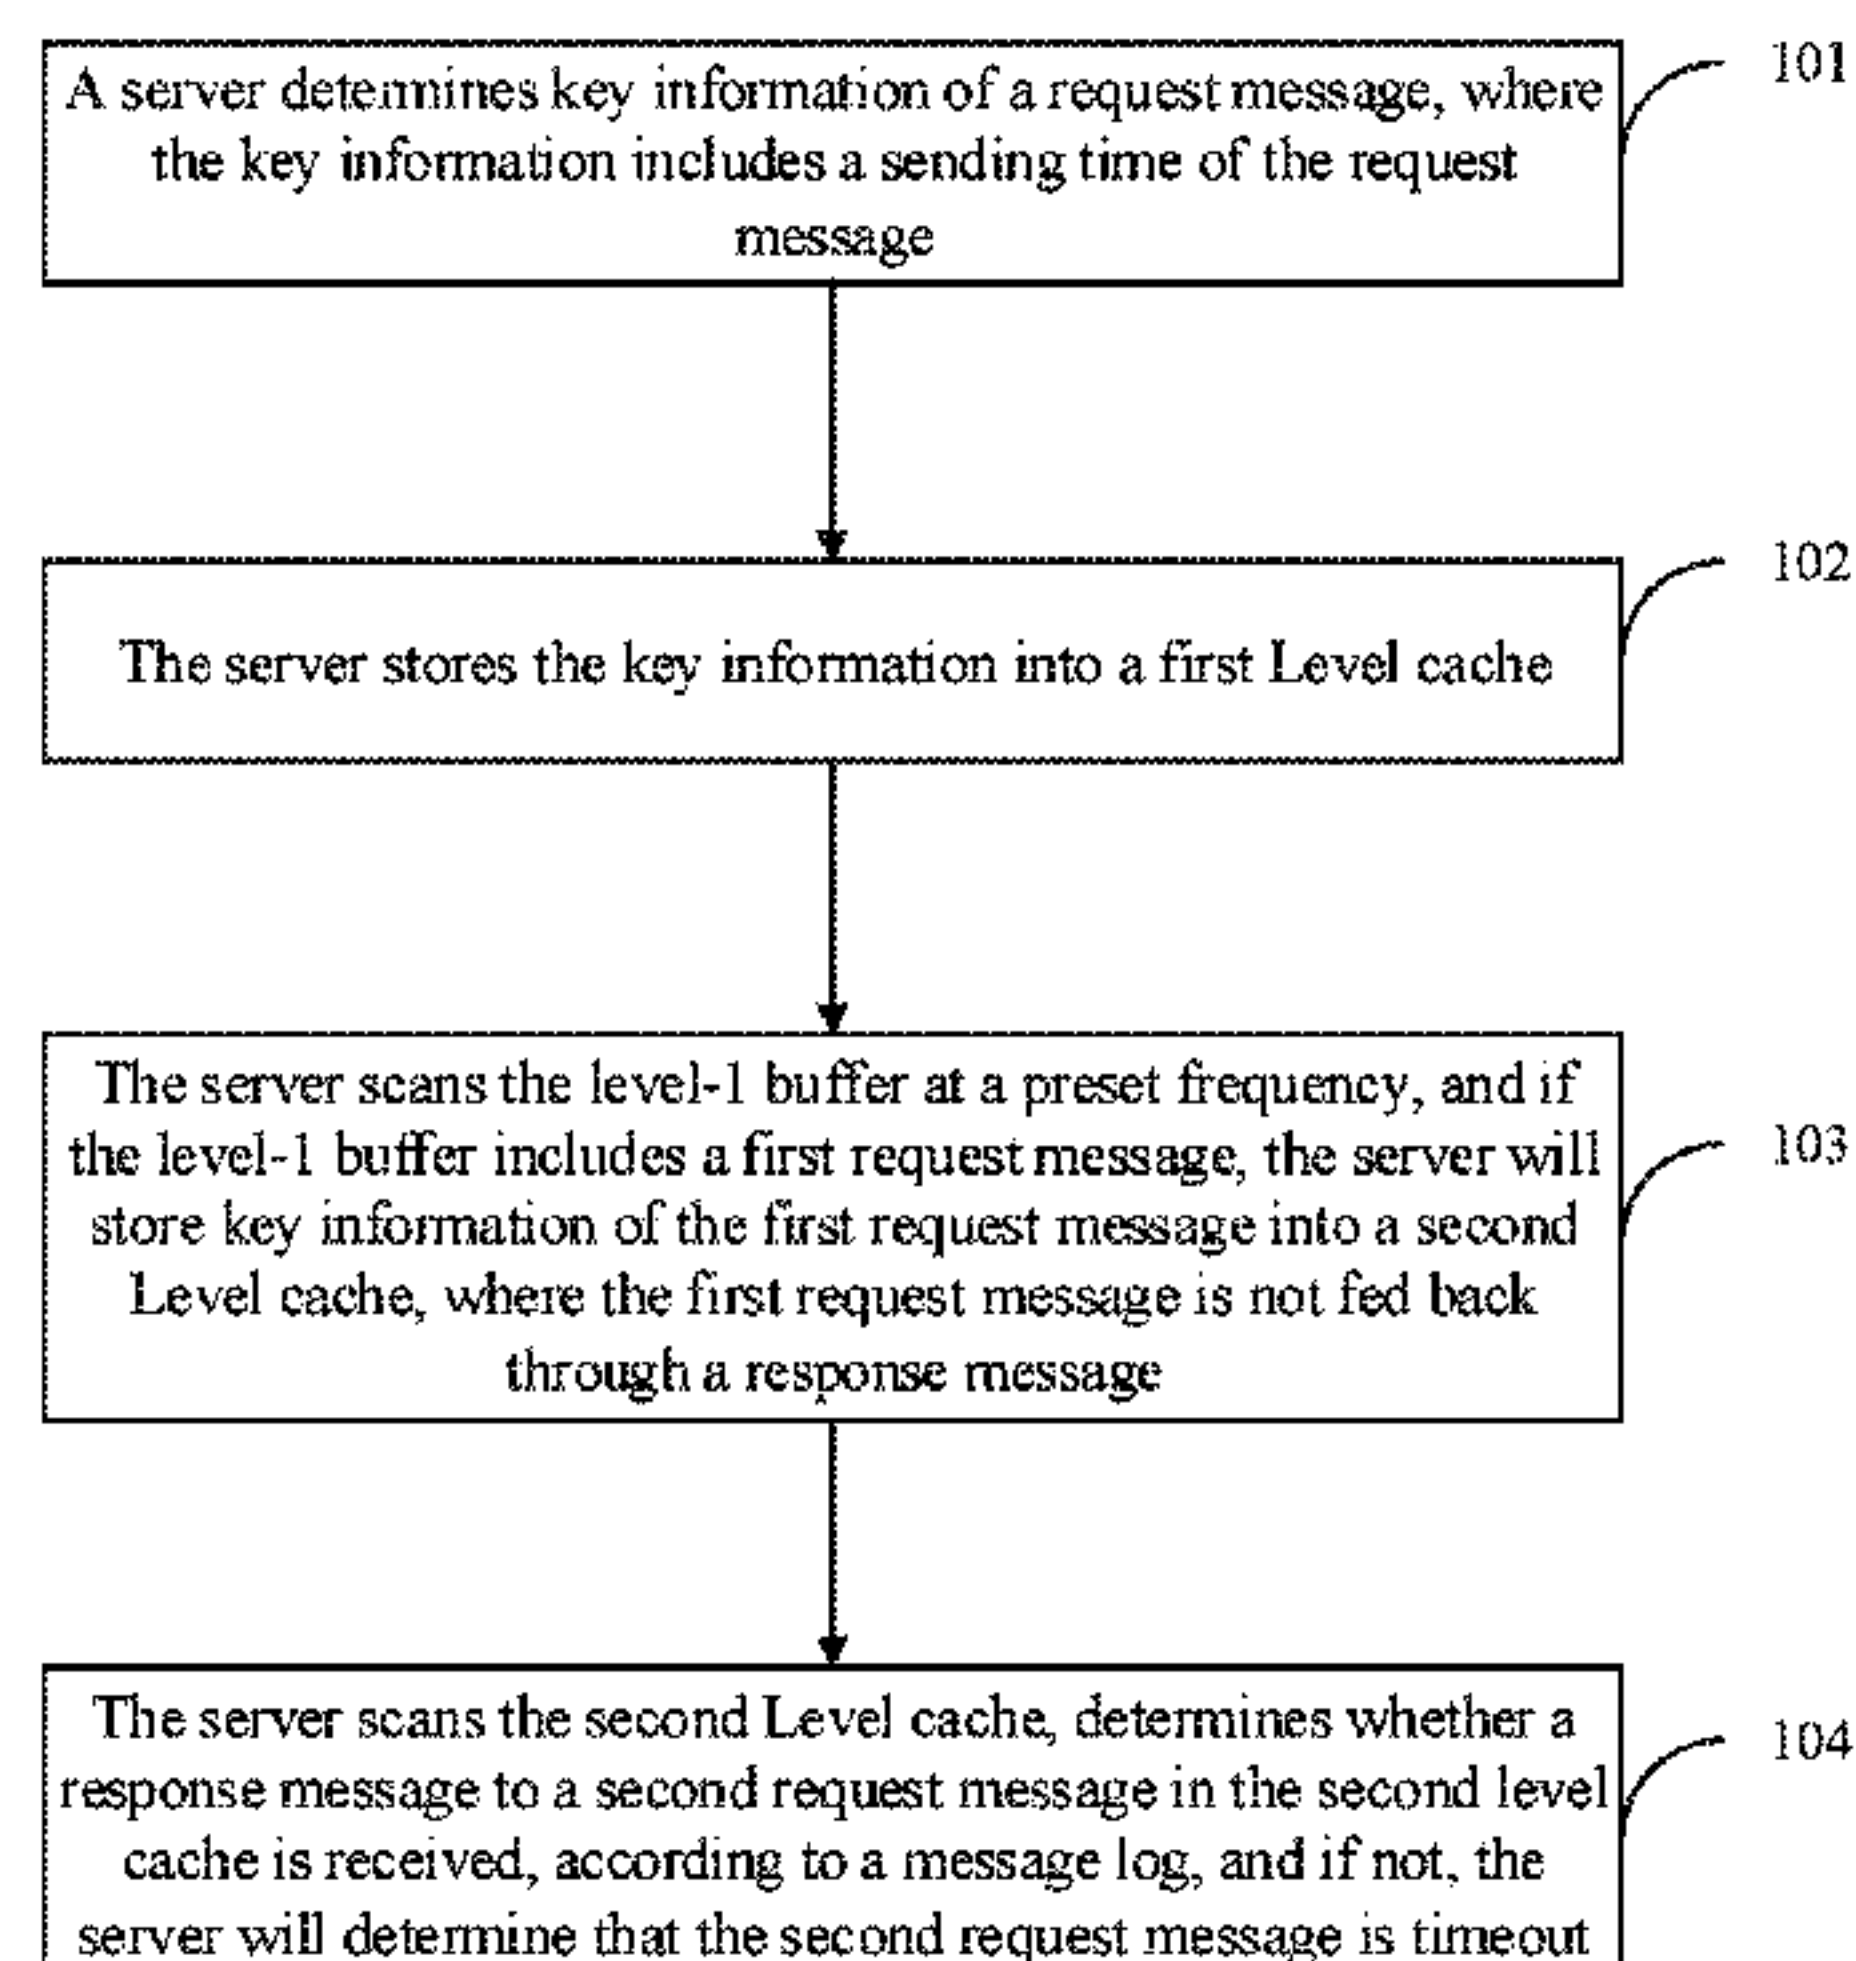 A server determines key information of a request message, where
the key information includes a sending time of the request
message
101
The server stores the key information into a first Level cache
102
The server scans the level-1 buffer at a preset frequency, and if
the level-1 buffer includes a first request message, the server will
store key information of the first request message into a second
Level cache, where the first request message is not fed back
through a response message
103
The server scans the second Level cache, determines whether a
response message to a second request message in the second level
cache is received, according to a message log, and if not, the
server will determine that the second request message is timeout
104